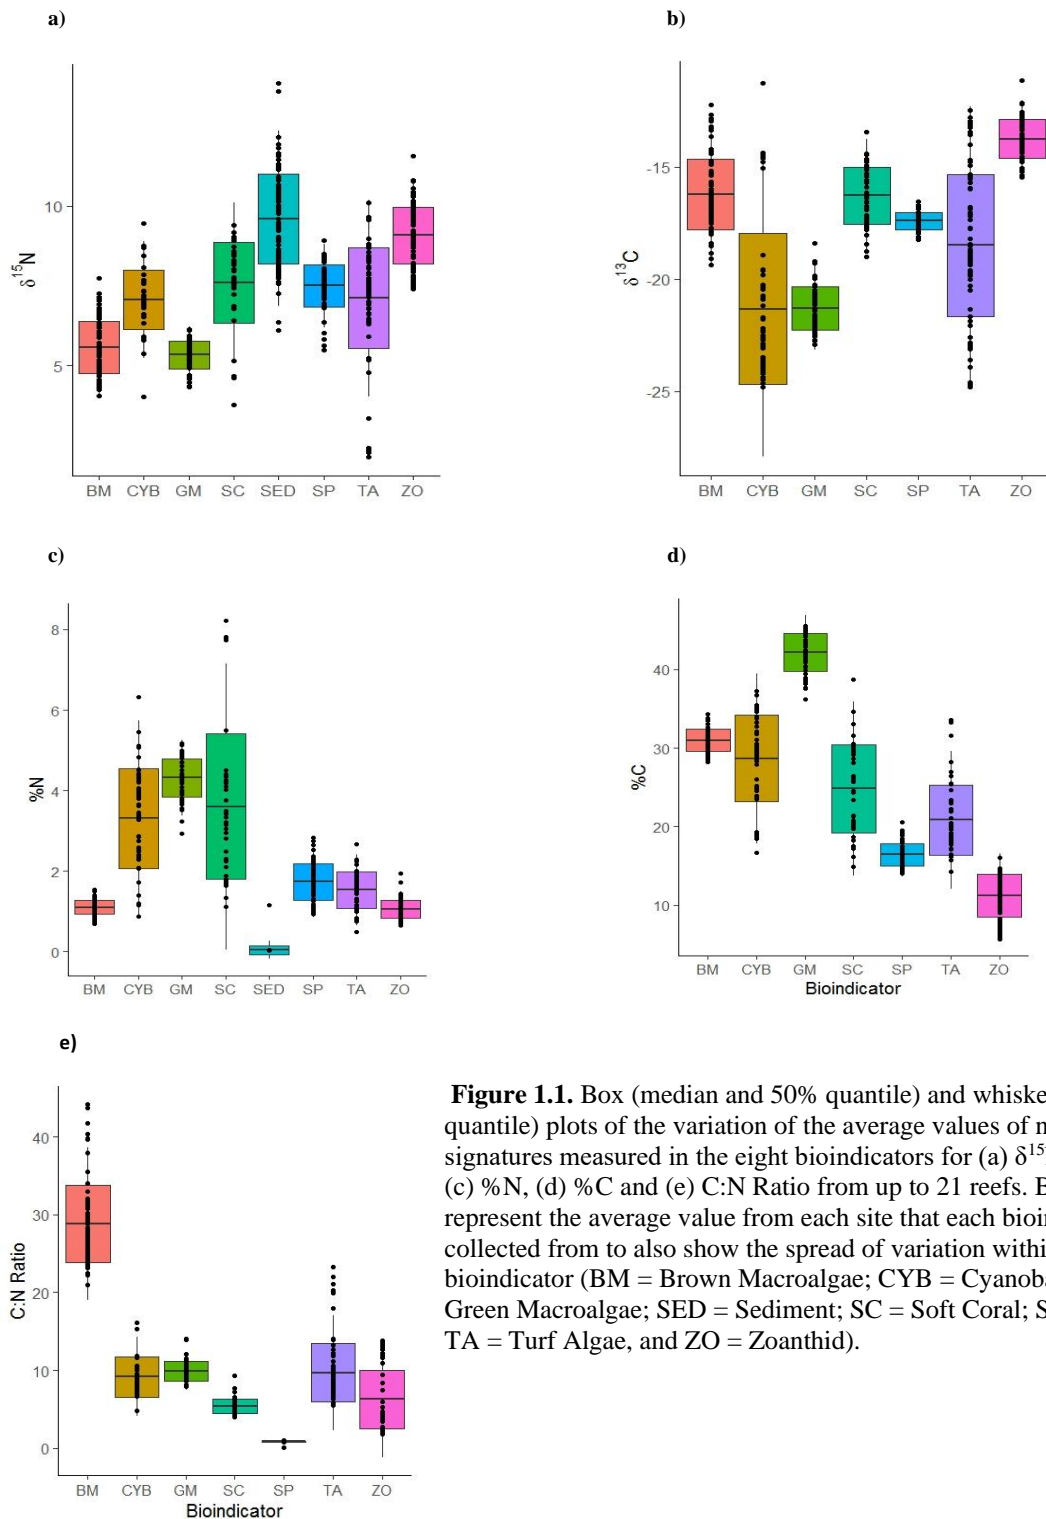 a)
δ15N
10
5
BM CYB GM SC SED SP TA ZO
b)
δ13C
-15
-20
-25
BM CYB GM SC SP TA ZO
c)
%N
8
6
4
2
0
BM CYB GM SC SED SP TA ZO
d)
%C
40
30
20
10
BM CYB GM SC SP TA ZO
Bioindicator
e)
C:N Ratio
40
30
20
10
0
BM CYB GM SC SP TA ZO
Bioindicator
Figure 1.1. Box (median and 50% quantile) and
quantile) plots of the variation of the average values of
signatures measured in the eight bioindicators for (a)
(c) %N, (d) %C and (e) C:N Ratio from up to 21 reefs.
represent the average value from each site that each
collected from to also show the spread of variation
bioindicator (BM = Brown Macroalgae; CYB =
Green Macroalgae; SED = Sediment; SC = Soft Coral;
TA = Turf Algae, and ZO = Zoanthid).